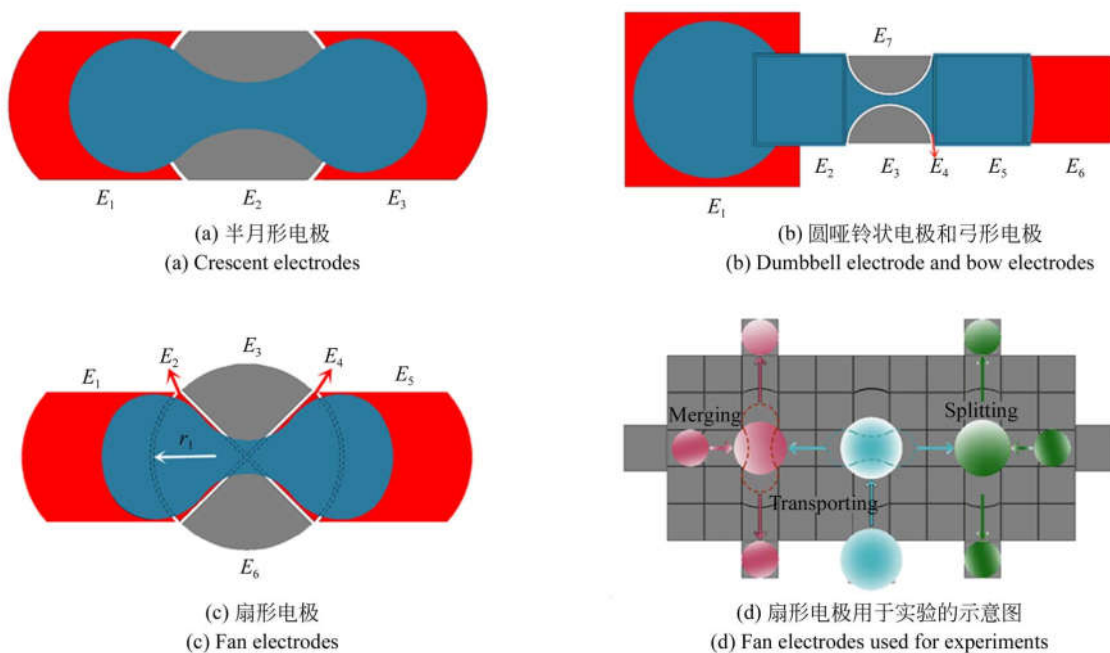 E₁
E₂
E₃
(a) 半月形电极
(a) Crescent electrodes
E₇
E₂
E₃
E₄
E₅
E₆
E₁
(b) 圆哑铃状电极和弓形电极
(b) Dumbbell electrode and bow electrodes
E₃
E₂
E₄
E₁
E₅
r₁
E₆
(c) 扇形电极
(c) Fan electrodes
Merging
Splitting
Transporting
(d) 扇形电极用于实验的示意图
(d) Fan electrodes used for experiments